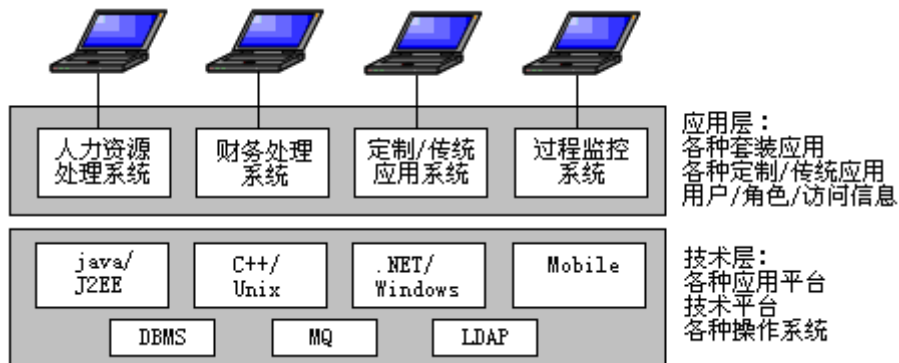 人力资源
处理系统
财务处理
系统
定制/传统
应用系统
过程监控
系统
应用层：
各种套装应用
各种定制/传统应用
用户/角色/访问信息
java/
J2EE
C++/
Unix
.NET/
Windows
Mobile
DBMS
MQ
LDAP
技术层：
各种应用平台
技术平台
各种操作系统